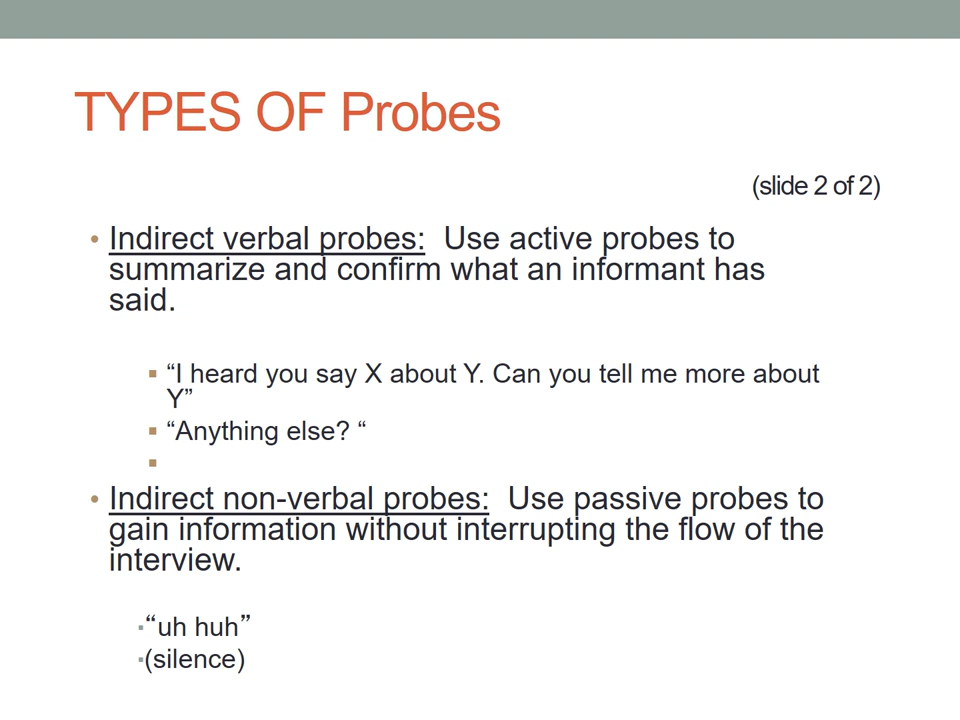 TYPES OF Probes
(slide 2 of 2)
• Indirect verbal probes:  Use active probes to
summarize and confirm what an informant has
said.
▪ “I heard you say X about Y. Can you tell me more about
Y”
▪ “Anything else? “
▪
• Indirect non-verbal probes:  Use passive probes to
gain information without interrupting the flow of the
interview.
▪“uh huh”
▪(silence)